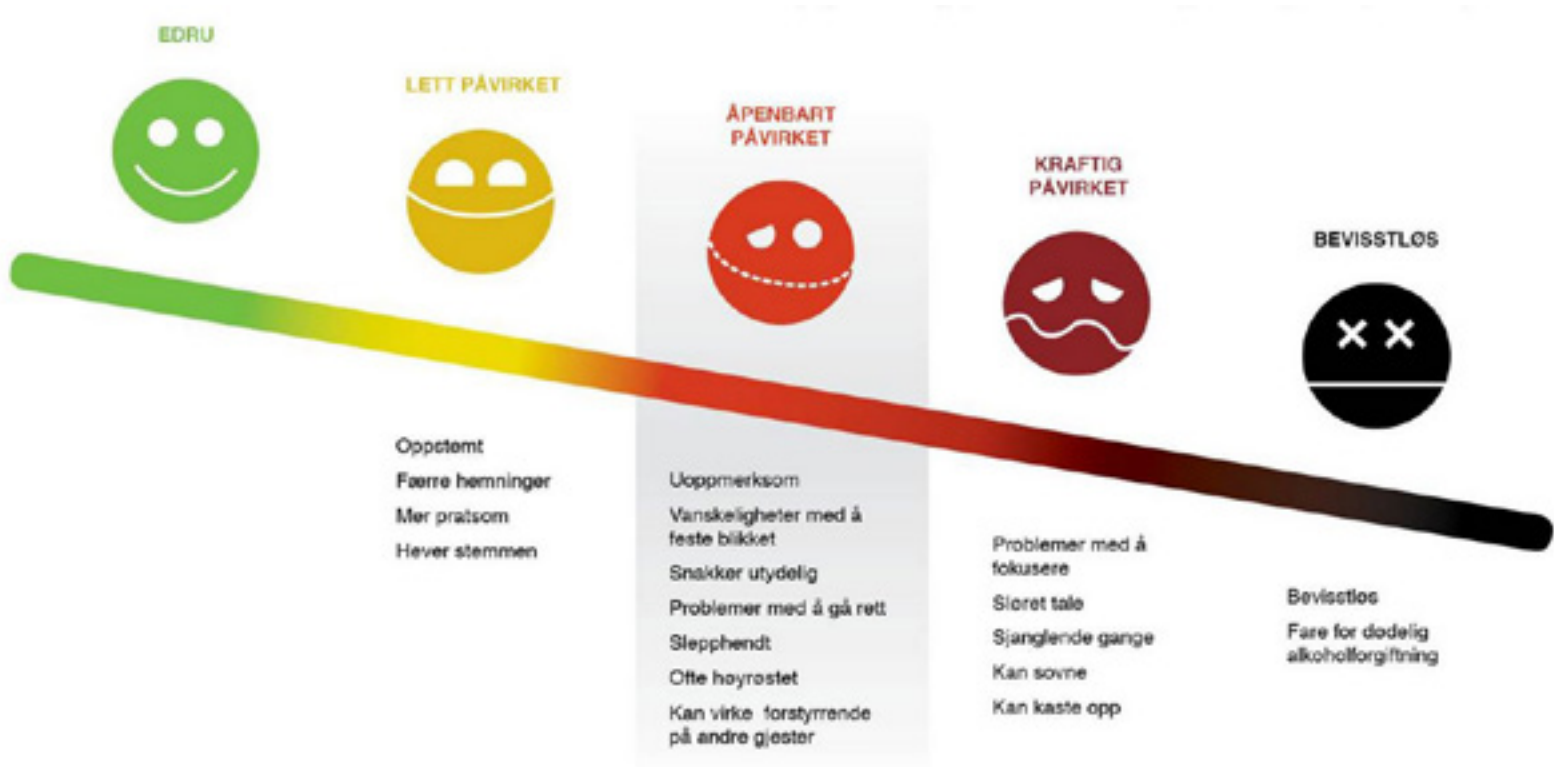 EDRU
LETT PÅVIRKET
Oppstemt
Færre hemninger
Mer pratsom
Hever stemmen
ÅPENBART
PÅVIRKET
Uoppmerksom
Vanskeligheter med å
feste blikket
Snakker utydelig
Problemer med å gå rett
Slepphendt
Ofte høyrøstet
Kan virke forstyrrende
på andre gjester
KRAFTIG
PÅVIRKET
Problemer med å
fokusere
Sløret tale
Sjanglende gange
Kan sovne
Kan kaste opp
BEVISSTLØS
Bevisstløs
Fare for dødelig
alkoholforgiftning